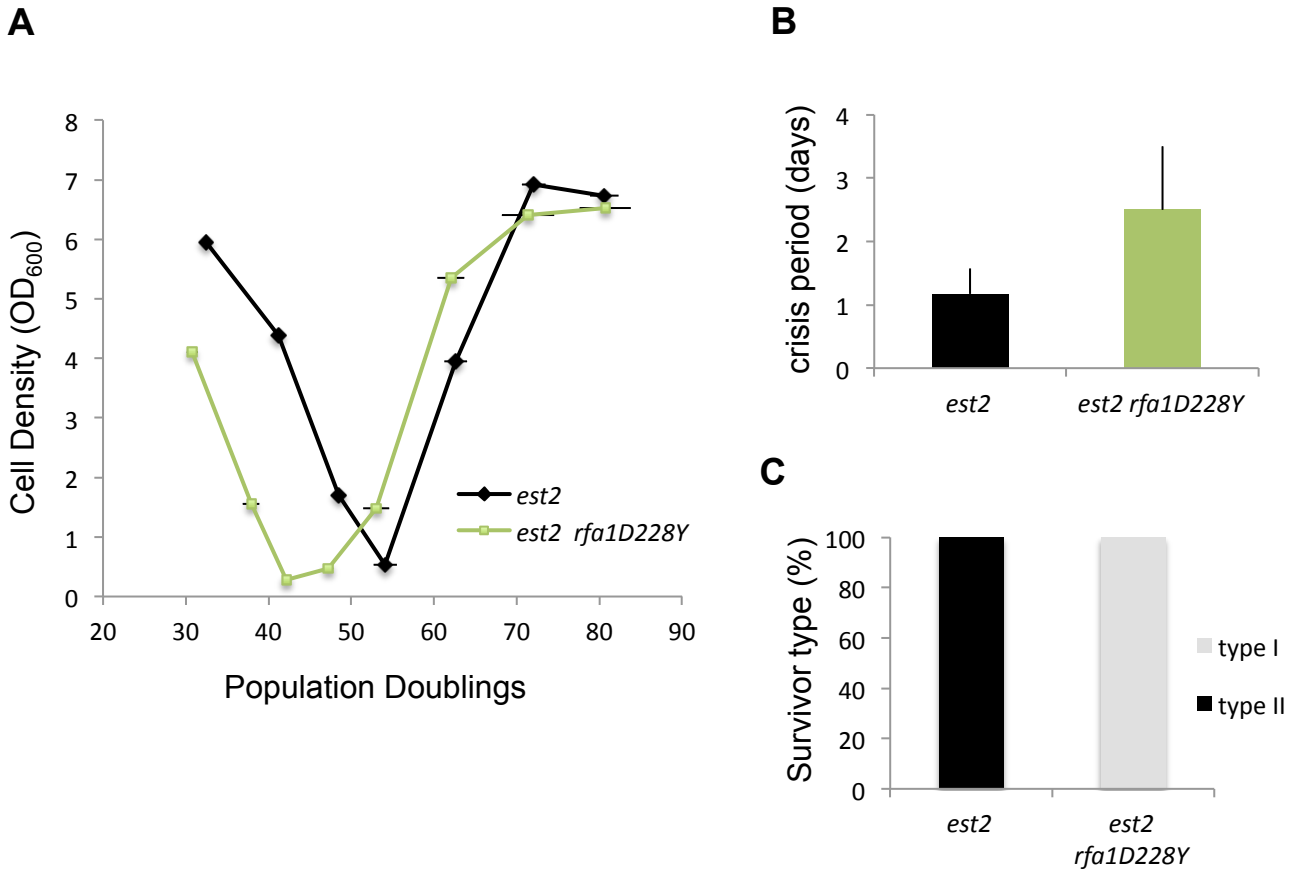 A
Cell Density (OD600)
8
7
6
5
4
3
2
1
0
20 30 40 50 60 70 80 90
Population Doublings
est2
est2 rfa1D228Y
B
crisis period (days)
4
3
2
1
0
est2 est2 rfa1D228Y
C
Survivor type (%)
100
80
60
40
20
0
est2 est2
rfa1D228Y
type I
type II